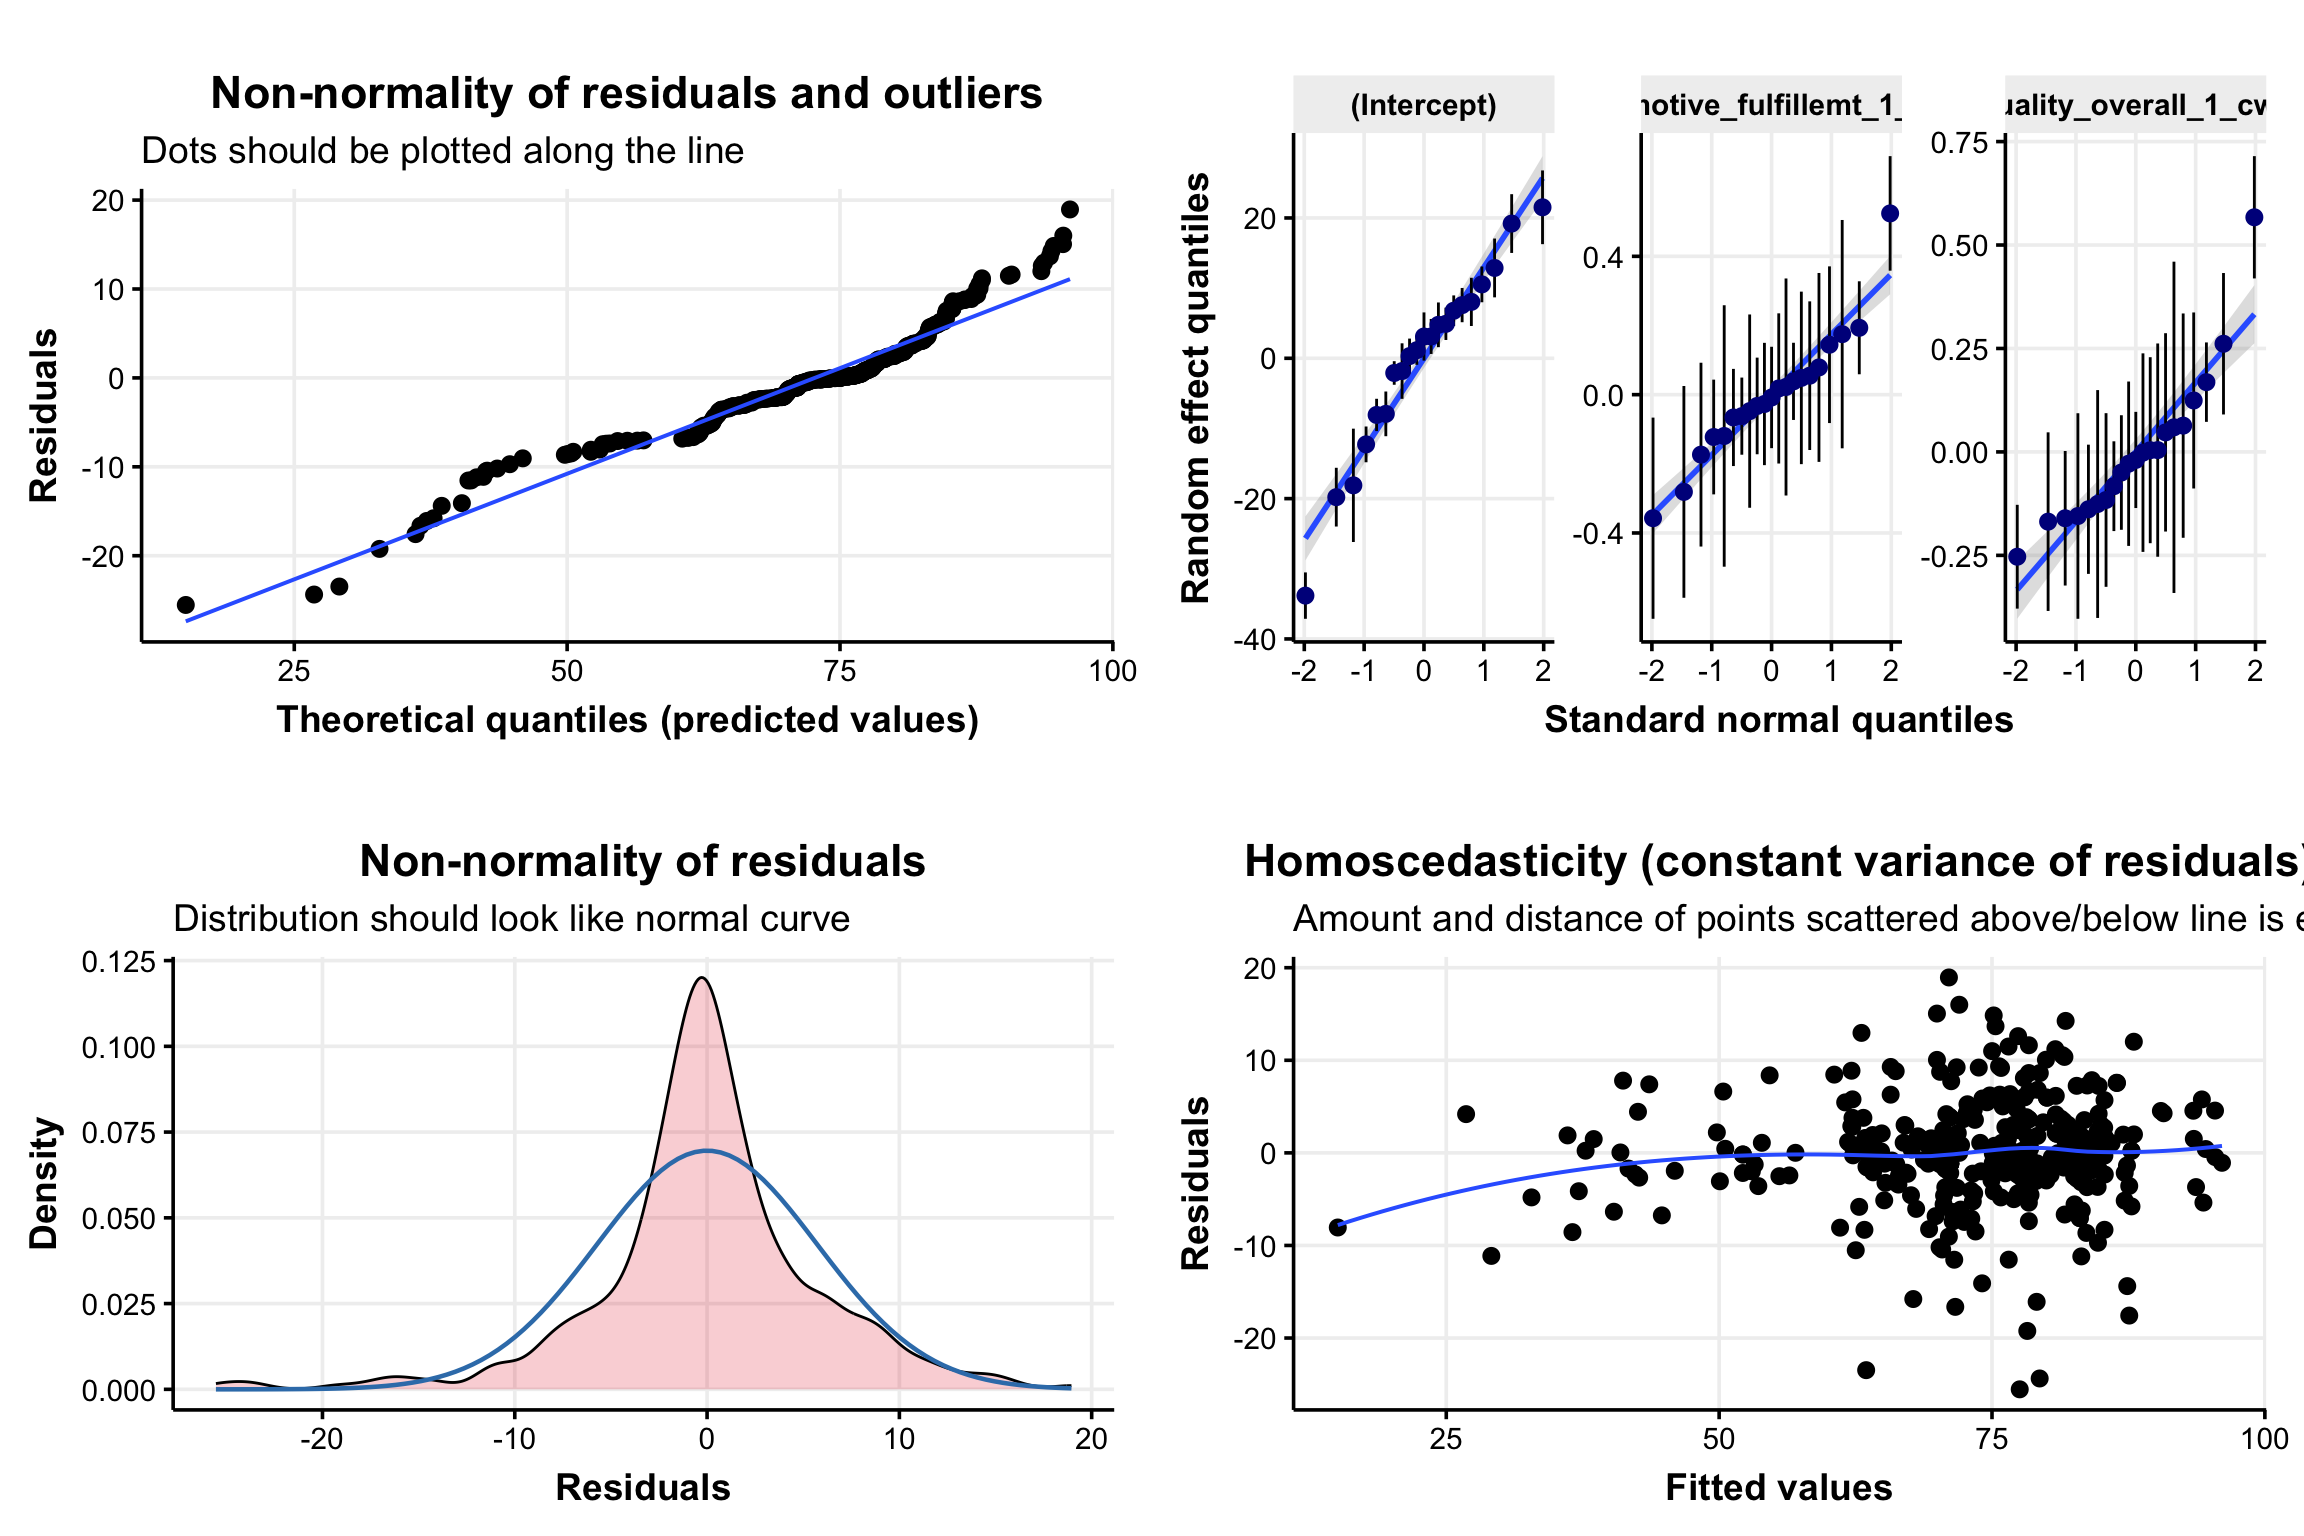 Non-normality of residuals and outliers
Dots should be plotted along the line
20
10
0
-10
-20
Residuals
25 50 75 100
Theoretical quantiles (predicted values)
(Intercept) notive_fulfillemt_1_ uality_overall_1_cw
20
0
-20
-40
0.4
0.0
-0.4
0.75
0.50
0.25
0.00
-0.25
Random effect quantiles
-2 -1 0 1 2 -2 -1 0 1 2 -2 -1 0 1 2
Standard normal quantiles
Non-normality of residuals
Distribution should look like normal curve
0.125
0.100
0.075
0.050
0.025
0.000
Density
-20 -10 0 10 20
Residuals
Homoscedasticity (constant variance of residuals)
Amount and distance of points scattered above/below line is e
20
10
0
-10
-20
Residuals
25 50 75 100
Fitted values